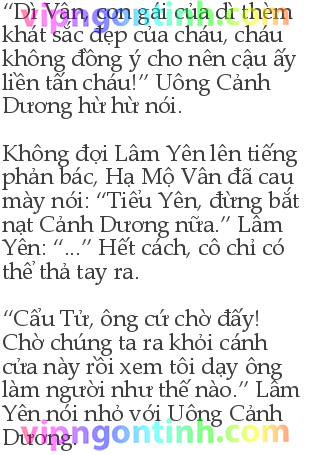 “Dì Vân, con gái của dì thèm
khát sắc đẹp của cháu, cháu
không đồng ý cho nên cậu ấy
liền tấn cháu!” Uông Cảnh
Dương hừ hừ nói.

Không đợi Lâm Yên lên tiếng
phản bác, Hạ Mộ Vân đã cau
mày nói: “Tiểu Yên, đừng bắt
nạt Cảnh Dương nữa.” Lâm
Yên: “...” Hết cách, cô chỉ có
thể thả tay ra.

“Cẩu Tử, ông cứ chờ đấy!
Chờ chúng ta ra khỏi cánh
cửa này rồi xem tôi dạy ông
làm người như thế nào.” Lâm
Yên nói nhỏ với Uông Cảnh
Dương.
vipngontinh.com
vipngontinh.com